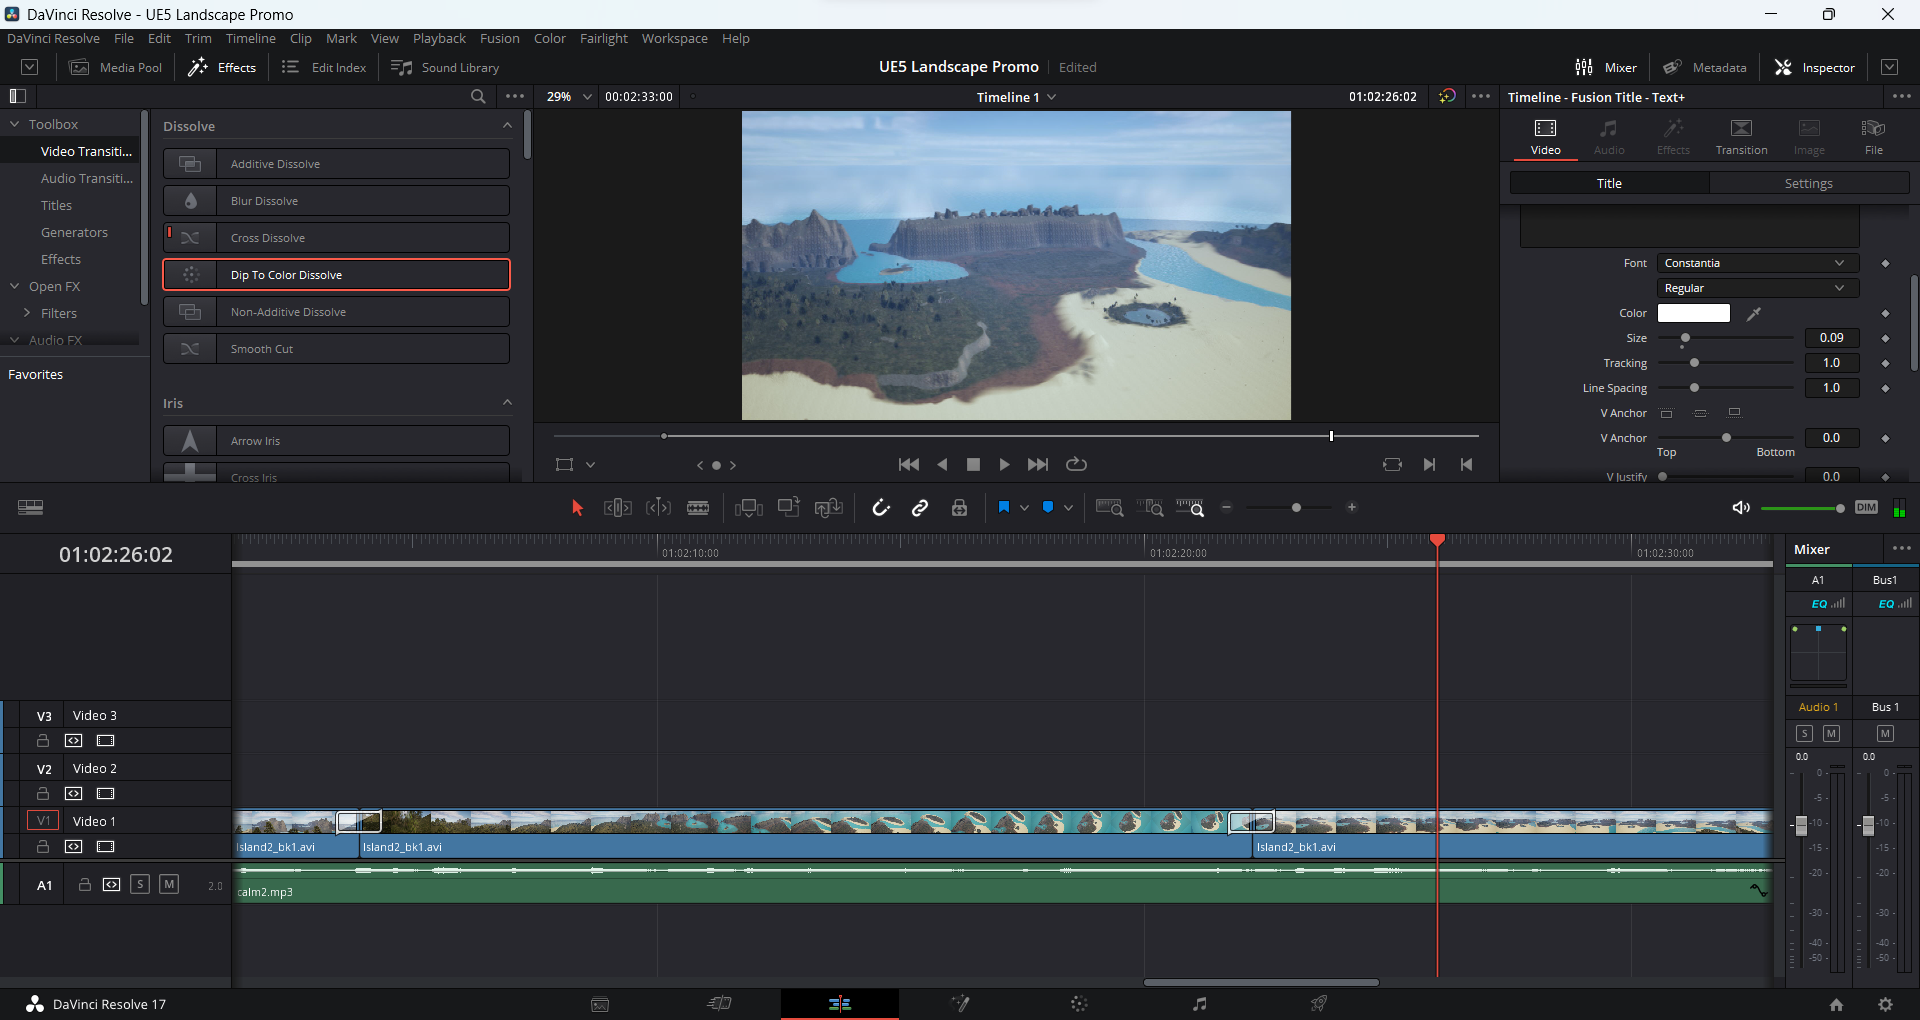 DaVinci Resolve - UE5 Landscape Promo
DaVinci Resolve File Edit Trim Timeline Clip Mark View Playback Fusion Color Fairlight Workspace Help
Media Pool Effects Edit Index Sound Library UE5 Landscape Promo Edited Mixer Metadata Inspector
29% 00:02:33:00 Timeline 1 01:02:26:02 Timeline - Fusion Title - Text+
Toolbox
Video Transiti...
Audio Transiti...
Titles
Generators
Effects
Open FX
Filters
Audio FX
Favorites
Dissolve
Additive Dissolve
Blur Dissolve
Cross Dissolve
Dip To Color Dissolve
Non-Additive Dissolve
Smooth Cut
Iris
Arrow Iris
Cross Iris
Video Audio Effects Transition Image File
Title Settings
Font Constantia
Regular
Color
Size 0.09
Tracking 1.0
Line Spacing 1.0
V Anchor
V Anchor 0.0
Top Bottom
V Justify 0.0
DIM
01:02:26:02
01:02:10:00 01:02:20:00 01:02:30:00
V3 Video 3
V2 Video 2
V1 Video 1
Island2_bk1.avi Island2_bk1.avi Island2_bk1.avi
A1 S M 2.0
calm2.mp3
Mixer
A1 Bus1
EQ EQ
Audio 1 Bus 1
S M M
0.0 0.0
0- 0-
-5- -5-
-10- -10-
-15- -15-
-20- -20-
-30- -30-
-40- -40-
-50- -50-
DaVinci Resolve 17